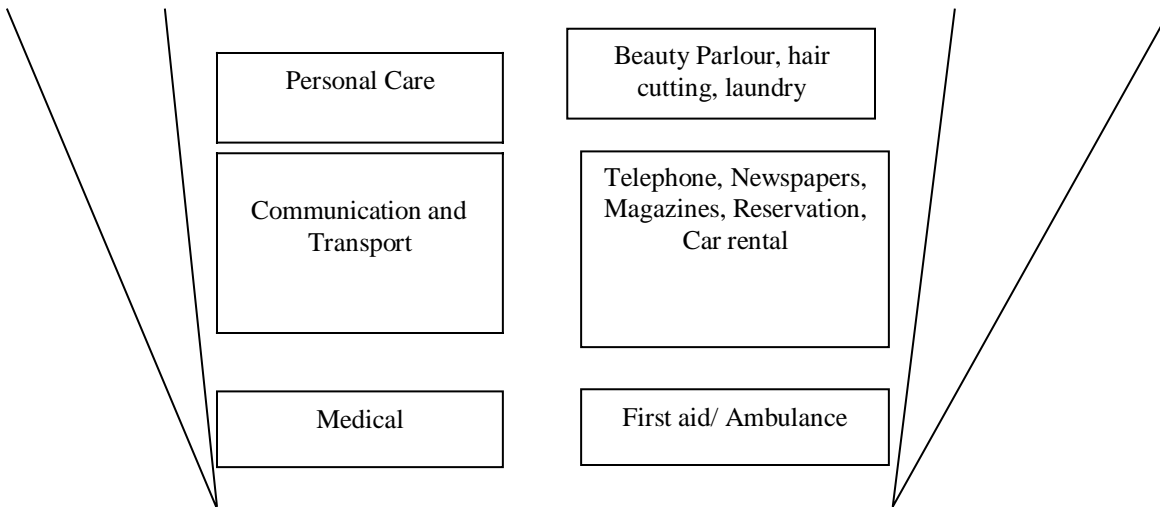 Personal Care
Beauty Parlour, hair
cutting, laundry
Communication and
Transport
Telephone, Newspapers,
Magazines, Reservation,
Car rental
Medical
First aid/ Ambulance